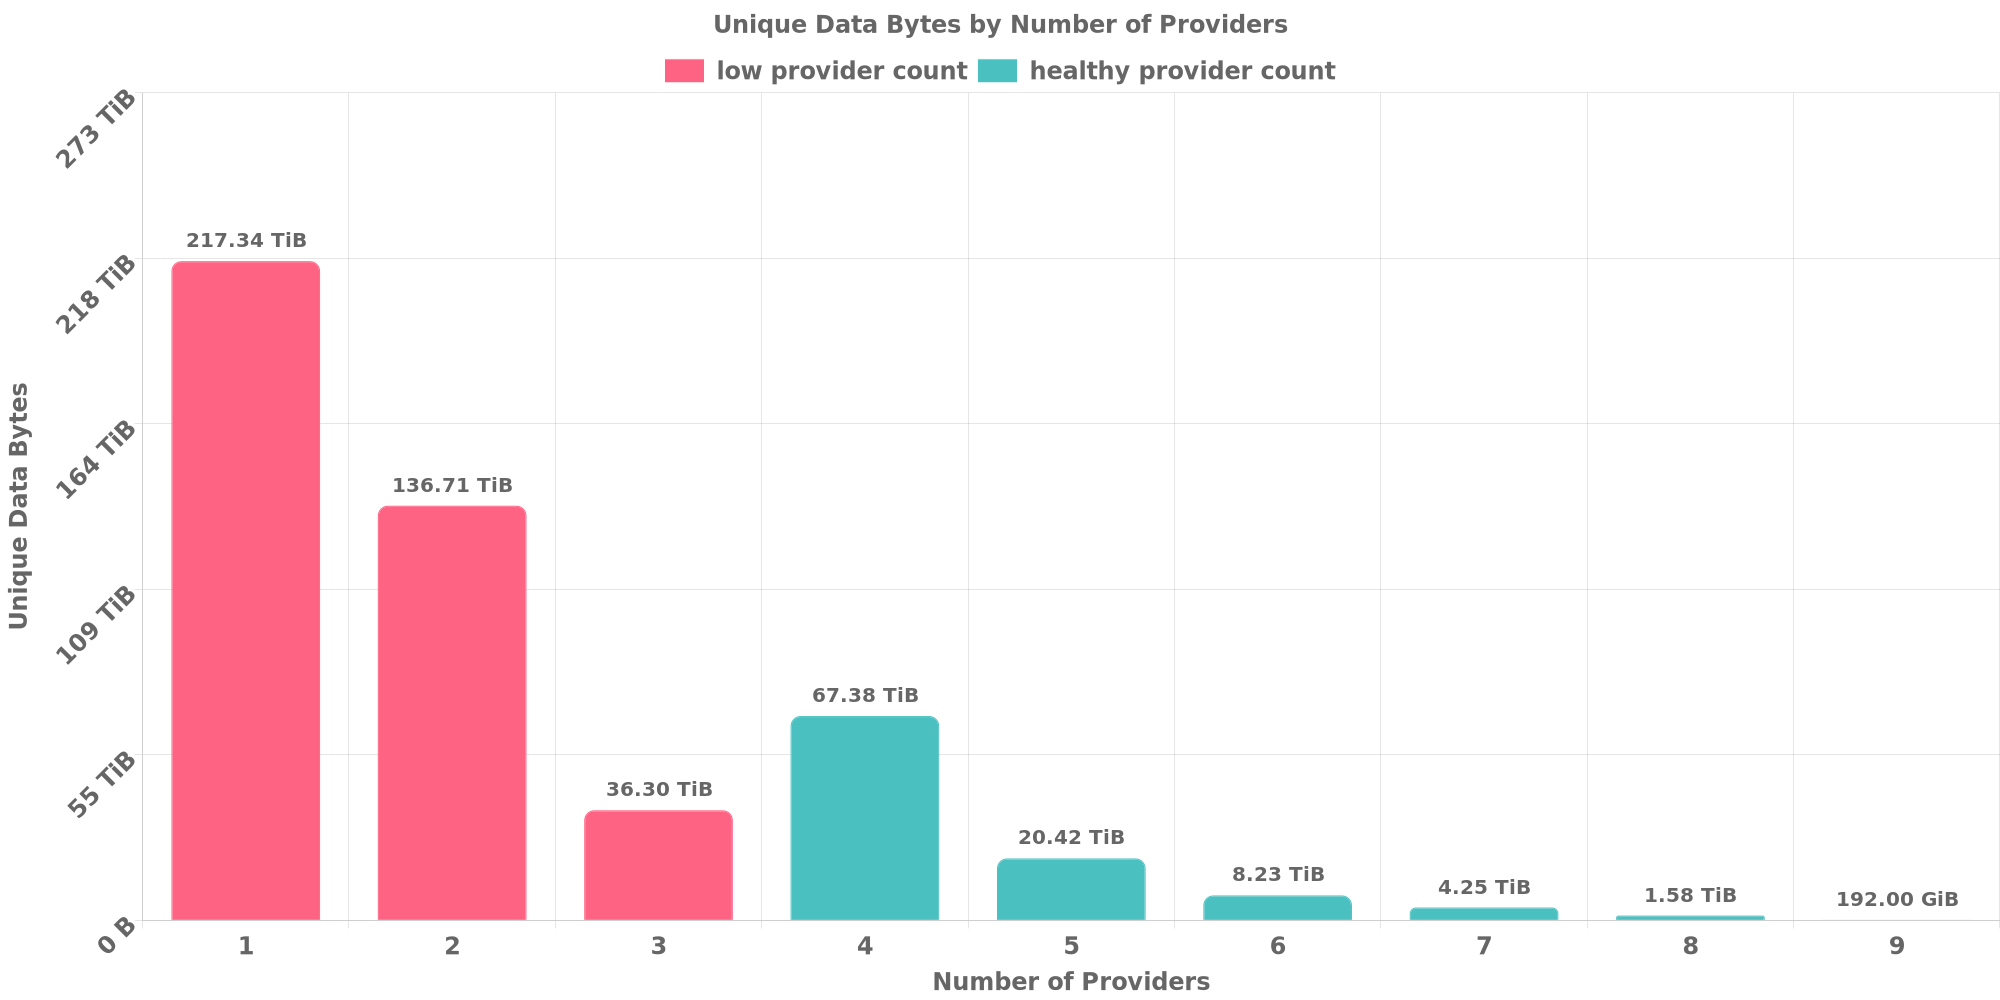 Unique Data Bytes by Number of Providers
low provider count healthy provider count
273 TiB
218 TiB
164 TiB
109 TiB
55 TiB
0 B
Unique Data Bytes
217.34 TiB
136.71 TiB
36.30 TiB
67.38 TiB
20.42 TiB
8.23 TiB
4.25 TiB
1.58 TiB
192.00 GiB
1 2 3 4 5 6 7 8 9
Number of Providers